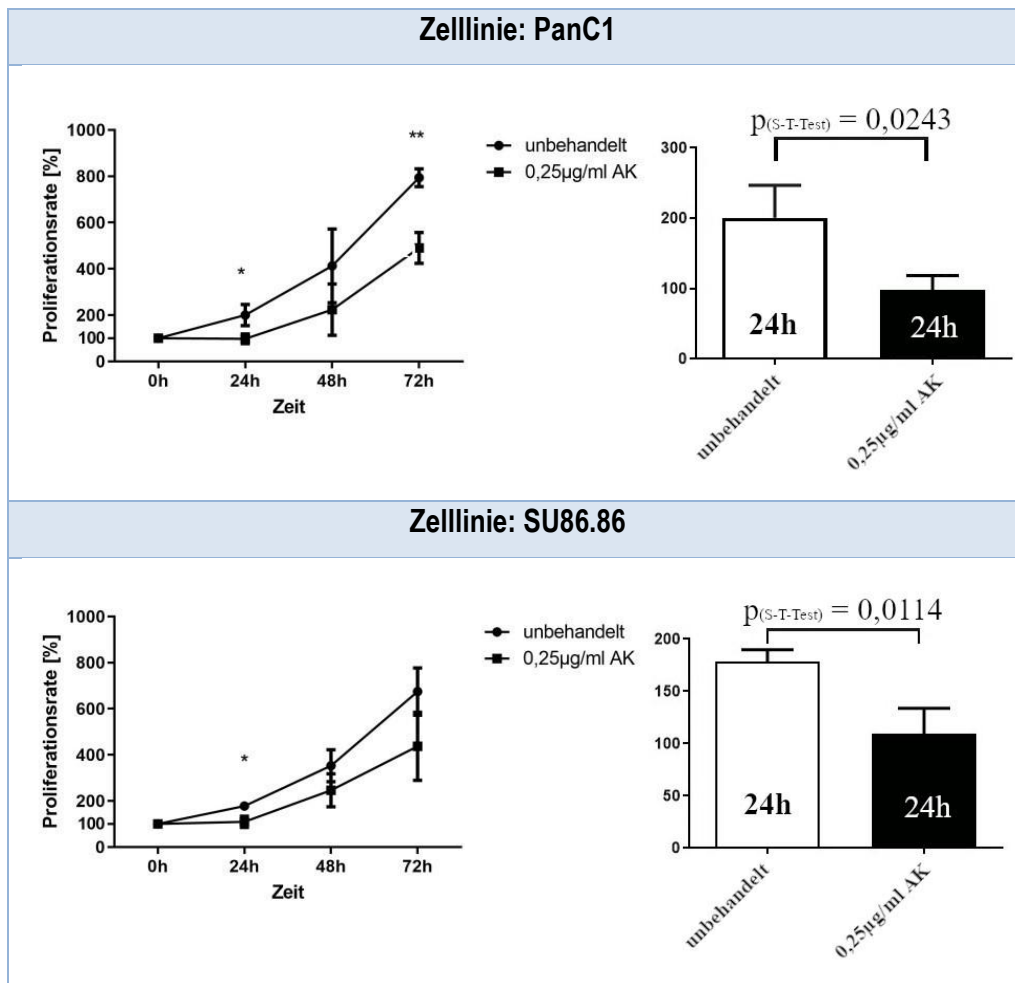 Zelllinie: PanC1
Proliferationsrate [%]
1000
800
600
400
200
100
0
*
**
0h
24h
48h
72h
Zeit
unbehandelt
0,25µg/ml AK
p(S-T-Test) = 0,0243
300
200
100
0
24h
24h
unbehandelt
0,25µg/ml AK
Zelllinie: SU86.86
Proliferationsrate [%]
1000
800
600
400
200
100
0
*
0h
24h
48h
72h
Zeit
unbehandelt
0,25µg/ml AK
p(S-T-Test) = 0,0114
200
150
100
50
0
24h
24h
unbehandelt
0,25µg/ml AK